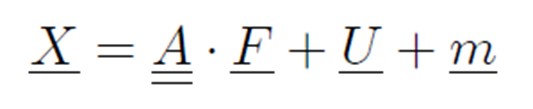 X = A · F + U + m